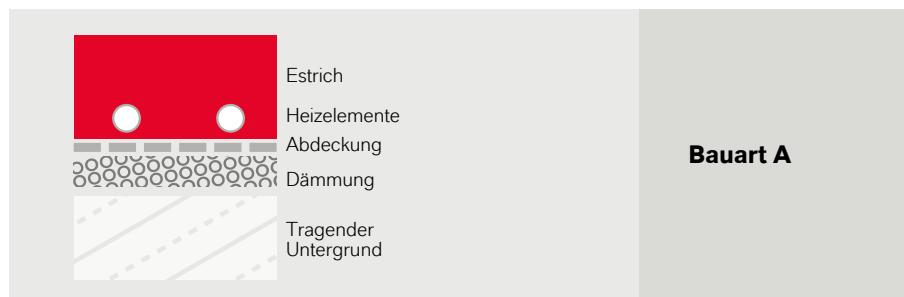 Estrich
Heizelemente
Abdeckung
Dämmung
Tragender
Untergrund
Bauart A